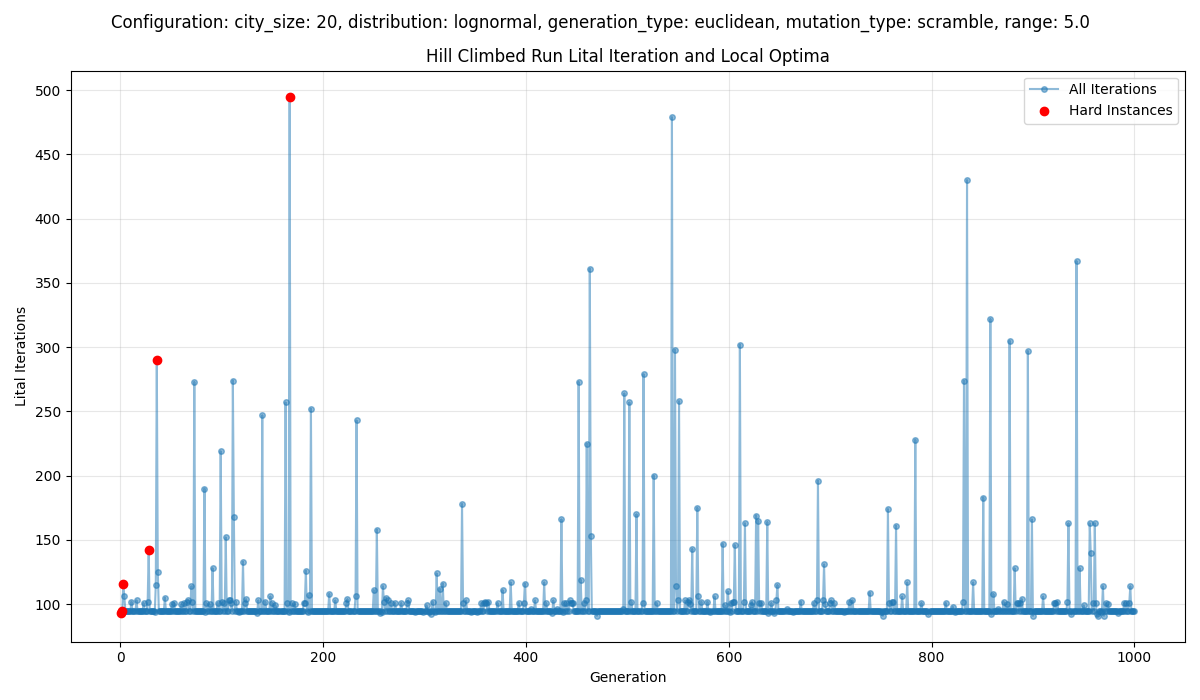 Configuration: city_size: 20, distribution: lognormal, generation_type: euclidean, mutation_type: scramble, range: 5.0
Hill Climbed Run Lital Iteration and Local Optima
All Iterations
Hard Instances
Lital Iterations
500
450
400
350
300
250
200
150
100
0
200
400
600
800
1000
Generation